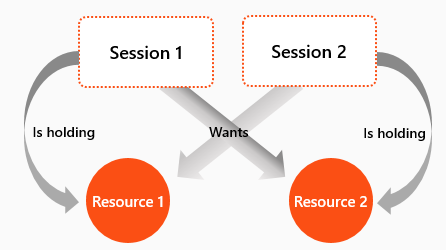 Session 1
Session 2
Is holding
Wants
Is holding
Resource 1
Resource 2